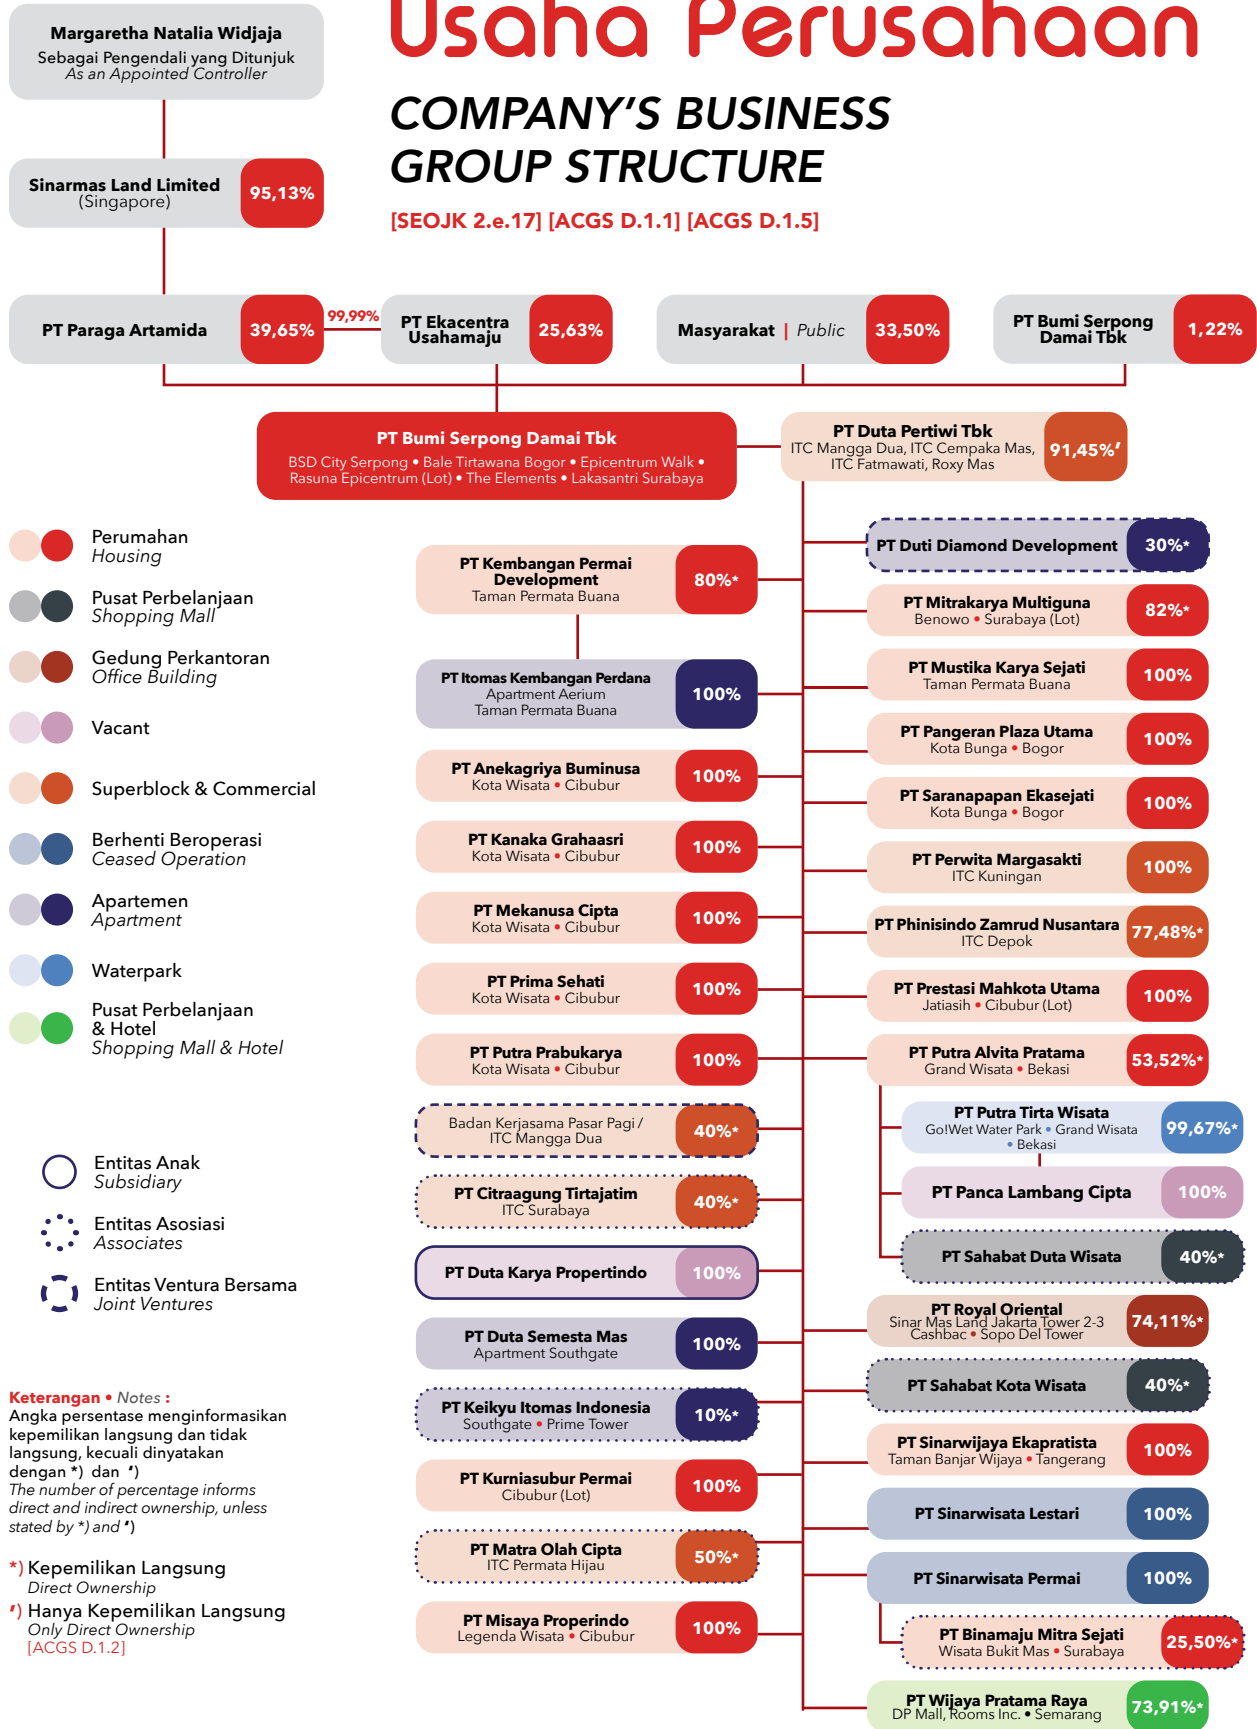 Usaha Perusahaan
COMPANY'S BUSINESS
GROUP STRUCTURE
[SEOJK 2.e.17] [ACGS D.1.1] [ACGS D.1.5]
Margaretha Natalia Widjaja
Sebagai Pengendali yang Ditunjuk
As an Appointed Controller
Sinarmas Land Limited
(Singapore)
95,13%
PT Paraga Artamida
39,65%
99,99%
PT Ekacentra
Usahamaju
25,63%
Masyarakat | Public
33,50%
PT Bumi Serpong
Damai Tbk
1,22%
PT Bumi Serpong Damai Tbk
BSD City Serpong • Bale Tirtawana Bogor • Epicentrum Walk •
Rasuna Epicentrum (Lot) • The Elements • Lakasantri Surabaya
PT Duta Pertiwi Tbk
ITC Mangga Dua, ITC Cempaka Mas,
ITC Fatmawati, Roxy Mas
91,45%′
Perumahan
Housing
Pusat Perbelanjaan
Shopping Mall
Gedung Perkantoran
Office Building
Vacant
Superblock & Commercial
Berhenti Beroperasi
Ceased Operation
Apartemen
Apartment
Waterpark
Pusat Perbelanjaan
& Hotel
Shopping Mall & Hotel
Entitas Anak
Subsidiary
Entitas Asosiasi
Associates
Entitas Ventura Bersama
Joint Ventures
Keterangan • Notes :
Angka persentase menginformasikan
kepemilikan langsung dan tidak
langsung, kecuali dinyatakan
dengan *) dan ′)
The number of percentage informs
direct and indirect ownership, unless
stated by *) and ′)
*) Kepemilikan Langsung
Direct Ownership
′) Hanya Kepemilikan Langsung
Only Direct Ownership
[ACGS D.1.2]
PT Kembangan Permai
Development
Taman Permata Buana
80%*
PT Itomas Kembangan Perdana
Apartment Aerium
Taman Permata Buana
100%
PT Anekagriya Buminusa
Kota Wisata • Cibubur
100%
PT Kanaka Grahaasri
Kota Wisata • Cibubur
100%
PT Mekanusa Cipta
Kota Wisata • Cibubur
100%
PT Prima Sehati
Kota Wisata • Cibubur
100%
PT Putra Prabukarya
Kota Wisata • Cibubur
100%
Badan Kerjasama Pasar Pagi /
ITC Mangga Dua
40%*
PT Citraagung Tirtajatim
ITC Surabaya
40%*
PT Duta Karya Propertindo
100%
PT Duta Semesta Mas
Apartment Southgate
100%
PT Keikyu Itomas Indonesia
Southgate • Prime Tower
10%*
PT Kurniasubur Permai
Cibubur (Lot)
100%
PT Matra Olah Cipta
ITC Permata Hijau
50%*
PT Misaya Properindo
Legenda Wisata • Cibubur
100%
PT Duti Diamond Development
30%*
PT Mitrakarya Multiguna
Benowo • Surabaya (Lot)
82%*
PT Mustika Karya Sejati
Taman Permata Buana
100%
PT Pangeran Plaza Utama
Kota Bunga • Bogor
100%
PT Saranapapan Ekasejati
Kota Bunga • Bogor
100%
PT Perwita Margasakti
ITC Kuningan
100%
PT Phinisindo Zamrud Nusantara
ITC Depok
77,48%*
PT Prestasi Mahkota Utama
Jatiasih • Cibubur (Lot)
100%
PT Putra Alvita Pratama
Grand Wisata • Bekasi
53,52%*
PT Putra Tirta Wisata
Go!Wet Water Park • Grand Wisata
• Bekasi
99,67%*
PT Panca Lambang Cipta
100%
PT Sahabat Duta Wisata
40%*
PT Royal Oriental
Sinar Mas Land Jakarta Tower 2-3
Cashbac • Sopo Del Tower
74,11%*
PT Sahabat Kota Wisata
40%*
PT Sinarwijaya Ekapratista
Taman Banjar Wijaya • Tangerang
100%
PT Sinarwisata Lestari
100%
PT Sinarwisata Permai
100%
PT Binamaju Mitra Sejati
Wisata Bukit Mas • Surabaya
25,50%*
PT Wijaya Pratama Raya
DP Mall, Rooms Inc. • Semarang
73,91%*